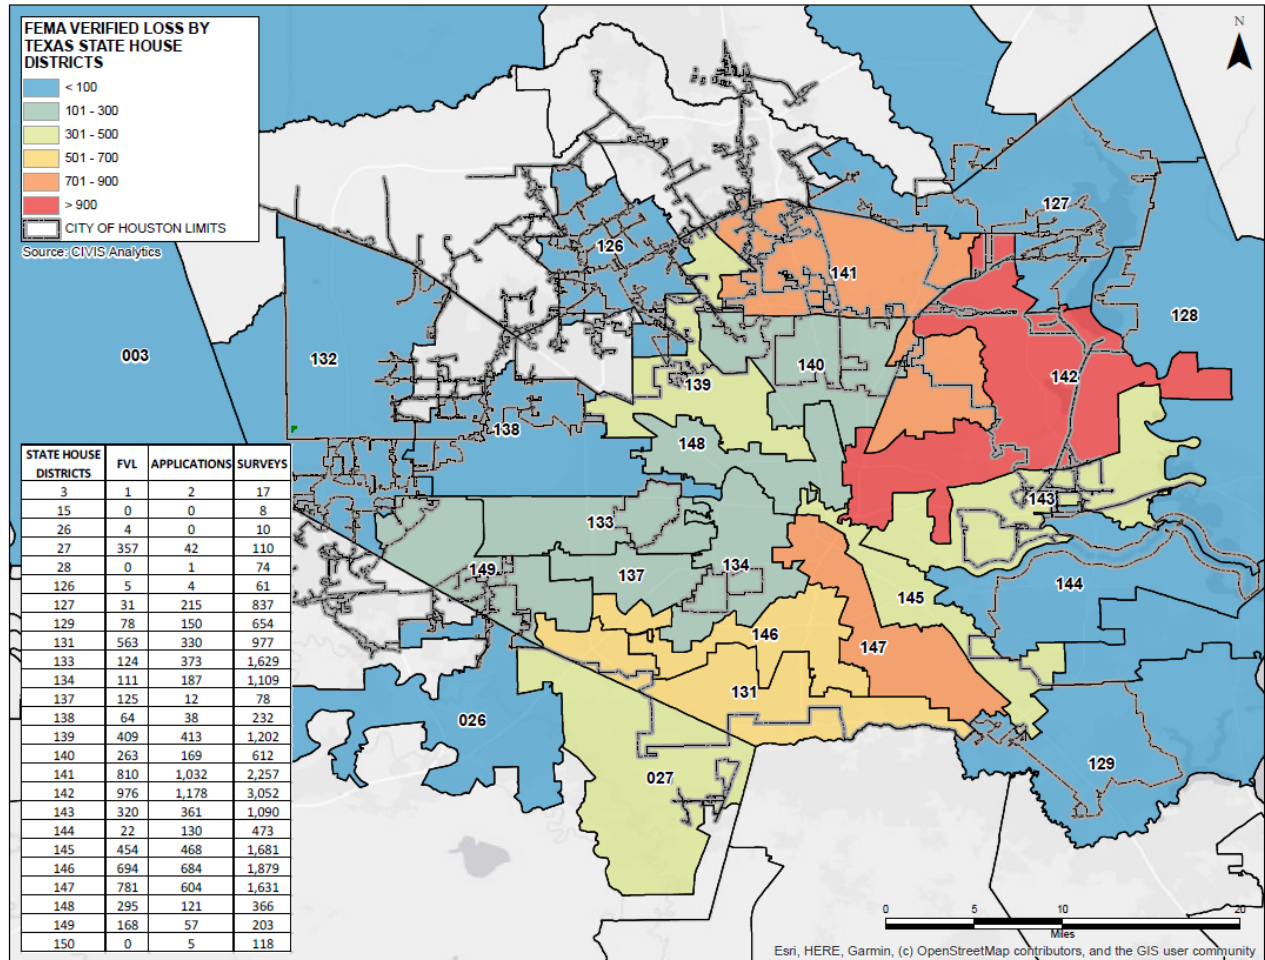 FEMA VERIFIED LOSS BY
TEXAS STATE HOUSE
DISTRICTS
< 100
101 - 300
301 - 500
501 - 700
701 - 900
> 900
CITY OF HOUSTON LIMITS
Source: CIVIS Analytics
N
127
126
141
128
003
132
140
142
139
138
148
143
133
134
149
137
144
145
146
147
131
026
129
027
STATE HOUSE DISTRICTS FVL APPLICATIONS SURVEYS
3 1 2 17
15 0 0 8
26 4 0 10
27 357 42 110
28 0 1 74
126 5 4 61
127 31 215 837
129 78 150 654
131 563 330 977
133 124 373 1,629
134 111 187 1,109
137 125 12 78
138 64 38 232
139 409 413 1,202
140 263 169 612
141 810 1,032 2,257
142 976 1,178 3,052
143 320 361 1,090
144 22 130 473
145 454 468 1,681
146 694 684 1,879
147 781 604 1,631
148 295 121 366
149 168 57 203
150 0 5 118
0 5 10 20
Miles
Esri, HERE, Garmin, (c) OpenStreetMap contributors, and the GIS user community